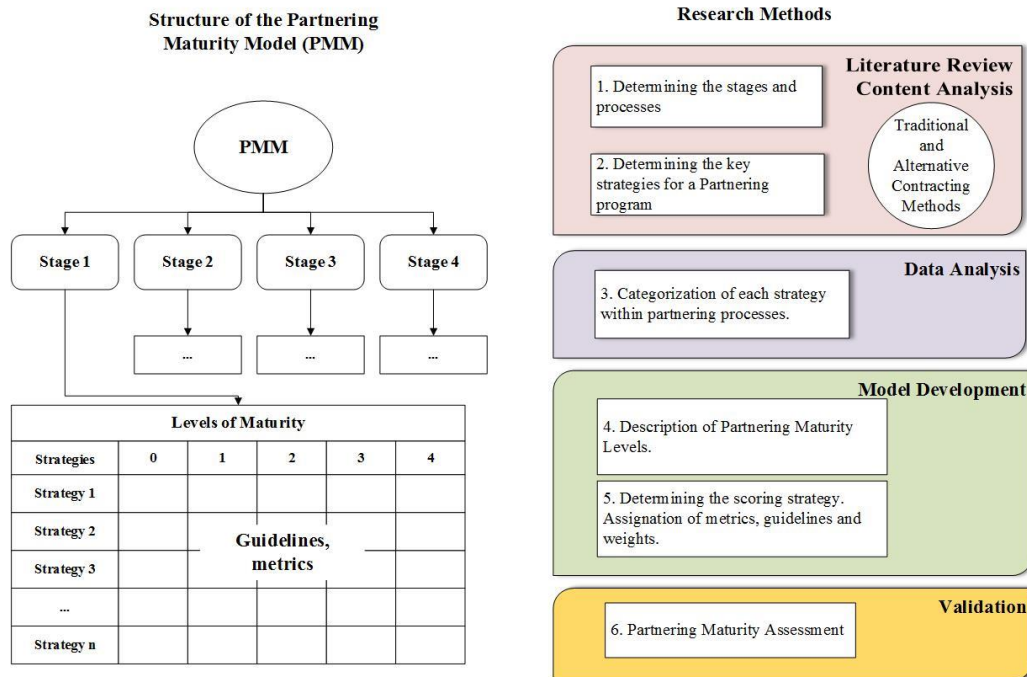 Structure of the Partnering
Maturity Model (PMM)
PMM
Stage 1
Stage 2
Stage 3
Stage 4
...
...
...
Levels of Maturity
Strategies
0
1
2
3
4
Strategy 1
Strategy 2
Strategy 3
...
Strategy n
Guidelines,
metrics
Research Methods
Literature Review
Content Analysis
1. Determining the stages and
processes
2. Determining the key
strategies for a Partnering
program
Traditional
and
Alternative
Contracting
Methods
Data Analysis
3. Categorization of each strategy
within partnering processes.
Model Development
4. Description of Partnering Maturity
Levels.
5. Determining the scoring strategy.
Assignation of metrics, guidelines and
weights.
Validation
6. Partnering Maturity Assessment